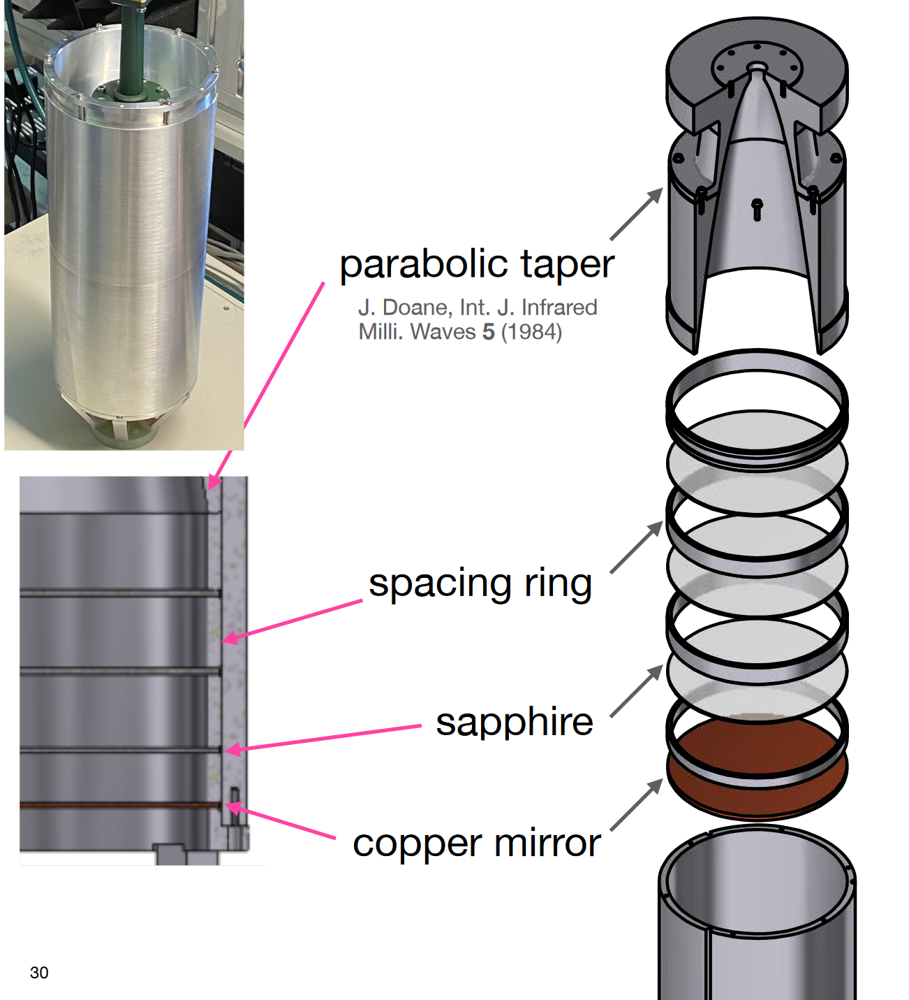 parabolic taper
J. Doane, Int. J. Infrared
Milli. Waves 5 (1984)
spacing ring
sapphire
copper mirror
30